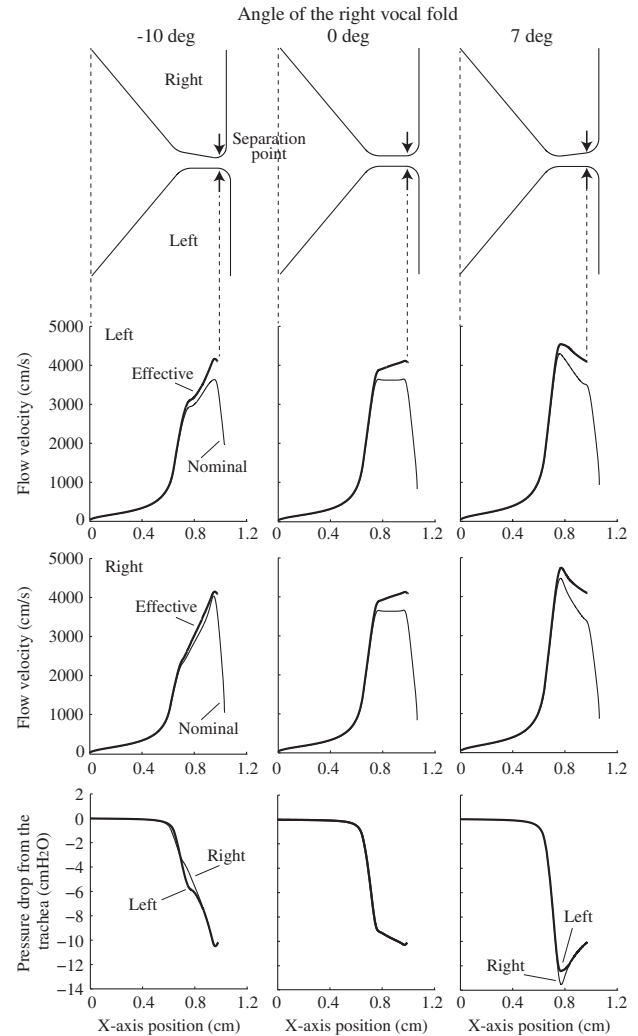 Angle of the right vocal fold
-10 deg 0 deg 7 deg
Right
Separation
point
Left
5000 Left
4000
Effective
3000
2000
Nominal
1000
0
Flow velocity (cm/s)
0 0.4 0.8 1.2 0 0.4 0.8 1.2 0 0.4 0.8 1.2
5000 Right
4000
Effective
3000
2000
1000 Nominal
0
Flow velocity (cm/s)
0 0.4 0.8 1.2 0 0.4 0.8 1.2 0 0.4 0.8 1.2
2
0
−2
−4 Right
−6
−8 Left Left
−10
−12 Right
−14
Pressure drop from the
trachea (cmH2O)
0 0.4 0.8 1.2 0 0.4 0.8 1.2 0 0.4 0.8 1.2
X-axis position (cm) X-axis position (cm) X-axis position (cm)